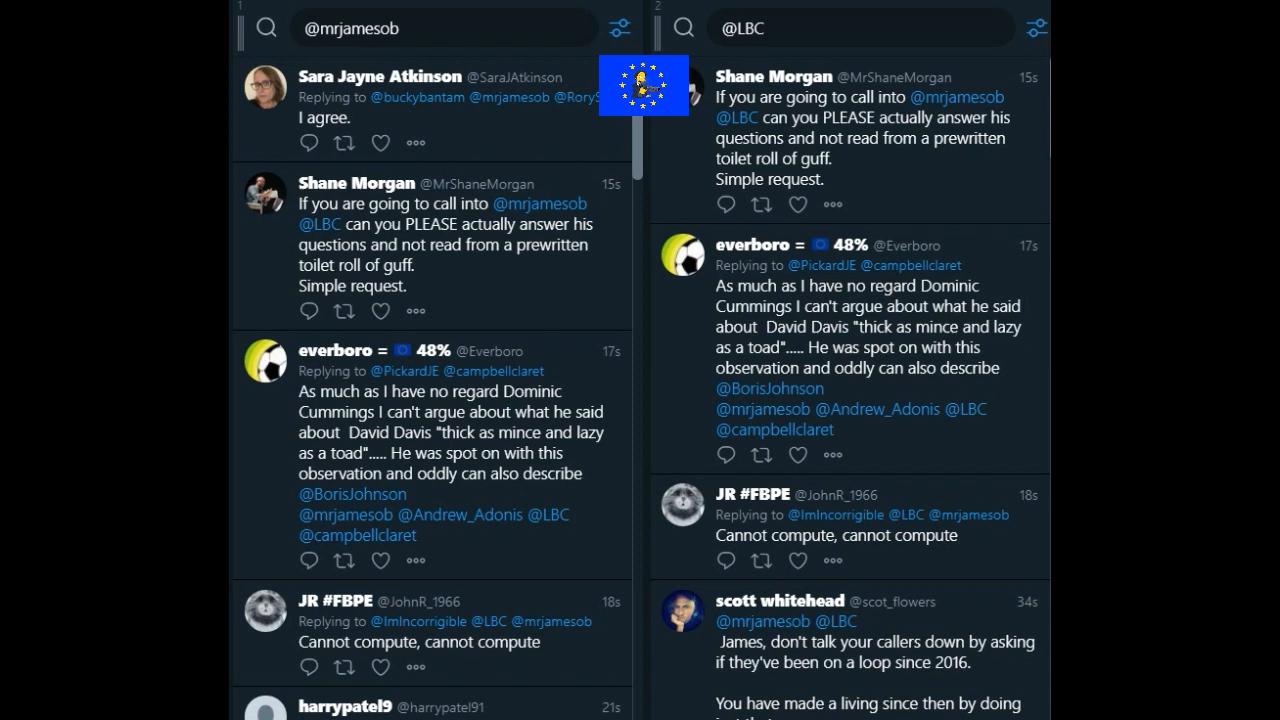 1
@mrjamesob
Sara Jayne Atkinson @SaraJAtkinson
Replying to @buckybantam @mrjamesob @RoryS
I agree.
Shane Morgan @MrShaneMorgan 15s
If you are going to call into @mrjamesob
@LBC can you PLEASE actually answer his
questions and not read from a prewritten
toilet roll of guff.
Simple request.
everboro = 48% @Everboro 17s
Replying to @PickardJE @campbellclaret
As much as I have no regard Dominic
Cummings I can't argue about what he said
about David Davis "thick as mince and lazy
as a toad"..... He was spot on with this
observation and oddly can also describe
@BorisJohnson
@mrjamesob @Andrew_Adonis @LBC
@campbellclaret
JR #FBPE @JohnR_1966 18s
Replying to @ImIncorrigible @LBC @mrjamesob
Cannot compute, cannot compute
harrypatel9 @harrypatel91 21s
2
@LBC
Shane Morgan @MrShaneMorgan 15s
If you are going to call into @mrjamesob
@LBC can you PLEASE actually answer his
questions and not read from a prewritten
toilet roll of guff.
Simple request.
everboro = 48% @Everboro 17s
Replying to @PickardJE @campbellclaret
As much as I have no regard Dominic
Cummings I can't argue about what he said
about David Davis "thick as mince and lazy
as a toad"..... He was spot on with this
observation and oddly can also describe
@BorisJohnson
@mrjamesob @Andrew_Adonis @LBC
@campbellclaret
JR #FBPE @JohnR_1966 18s
Replying to @ImIncorrigible @LBC @mrjamesob
Cannot compute, cannot compute
scott whitehead @scot_flowers 34s
@mrjamesob @LBC
James, don't talk your callers down by asking
if they've been on a loop since 2016.
You have made a living since then by doing